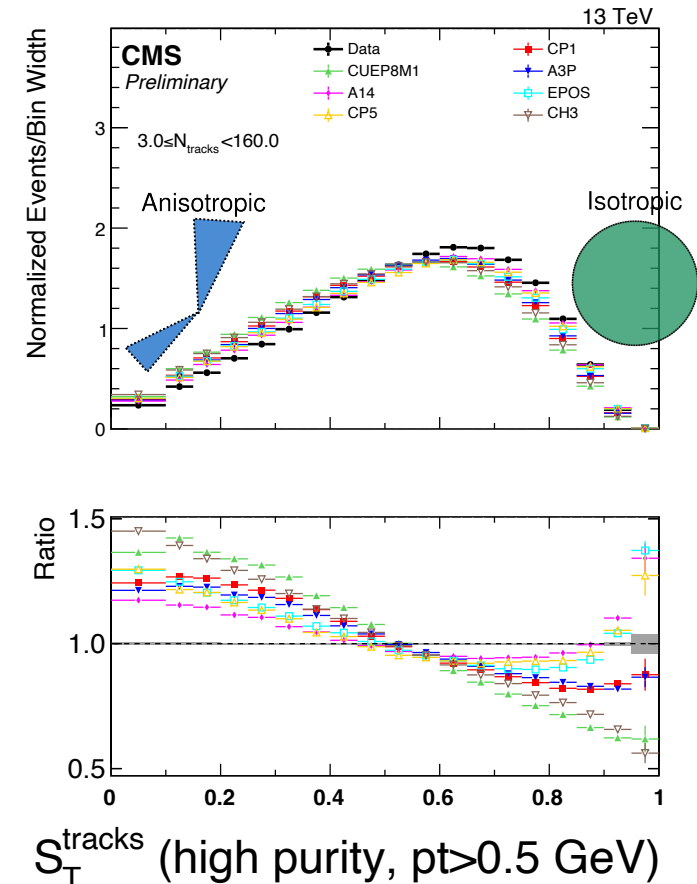 13 TeV
Normalized Events/Bin Width
CMS
Preliminary
Data
CUEP8M1
A14
CP5
CP1
A3P
EPOS
CH3
3.0≤N_tracks<160.0
Anisotropic
Isotropic
3
2
1
0
Ratio
1.5
1.0
0.5
0 0.2 0.4 0.6 0.8 1
S_T^tracks (high purity, pt>0.5 GeV)